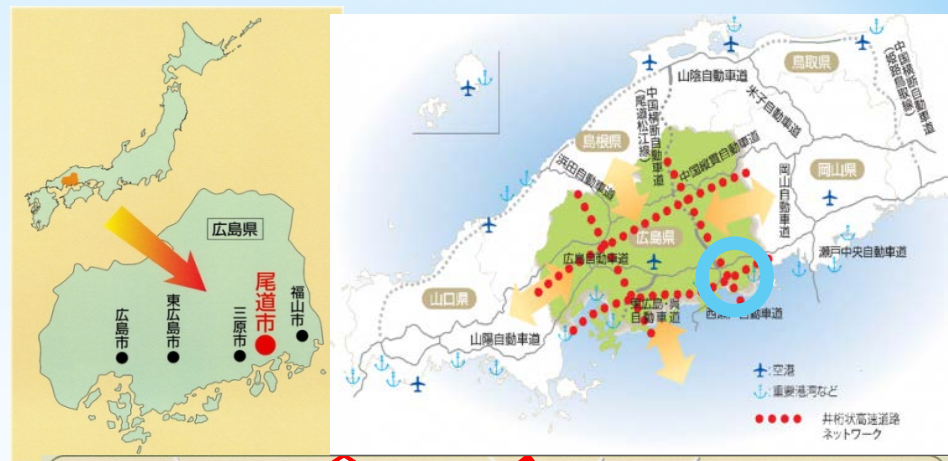 広島県
尾道市
福山市
三原市
東広島市
広島市
鳥取県
中国横断自動車道
(姫路鳥取線)
山陰自動車道
米子自動車道
中国横断自動車道
(尾道松江線)
島根県
中国縦貫自動車道
岡山県
浜田自動車道
岡山自動車道
広島県
広島自動車道
瀬戸中央自動車道
山口県
東広島・呉
自動車道
自動車道
山陽自動車道
:空港
:重要港湾など
井桁状高速道路
ネットワーク